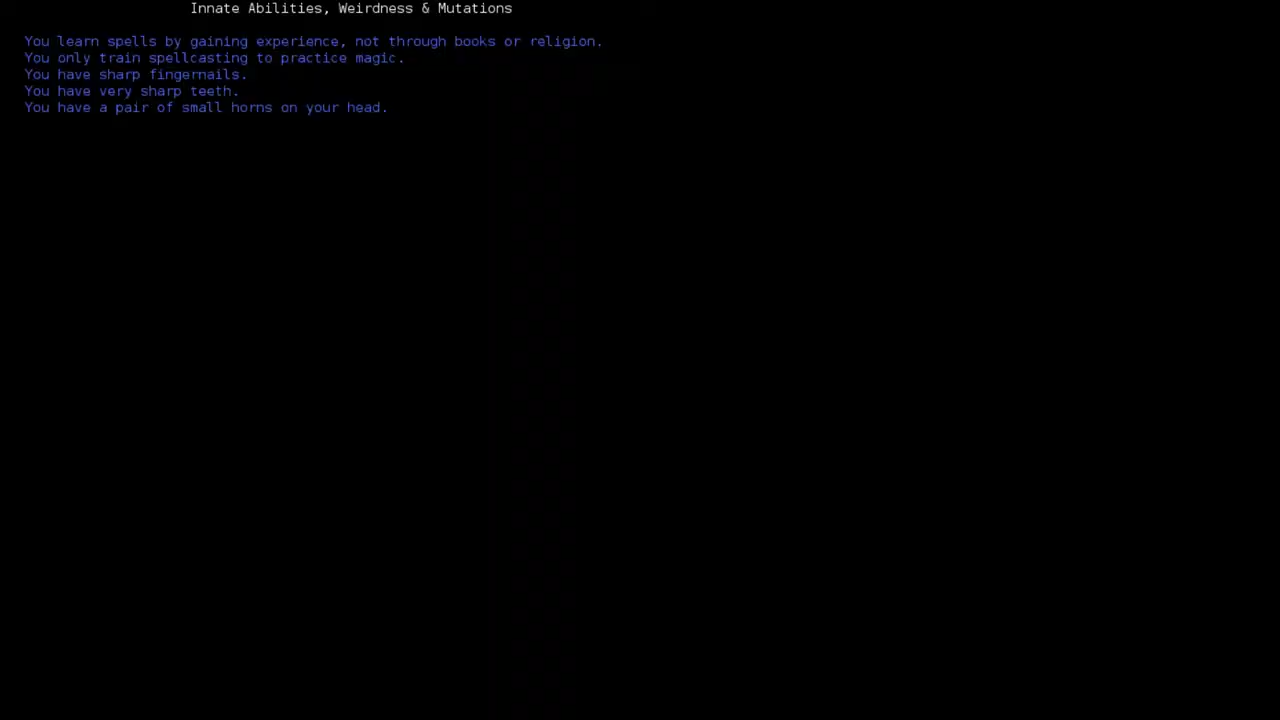 Innate Abilities, Weirdness & Mutations
You learn spells by gaining experience, not through books or religion.
You only train spellcasting to practice magic.
You have sharp fingernails.
You have very sharp teeth.
You have a pair of small horns on your head.